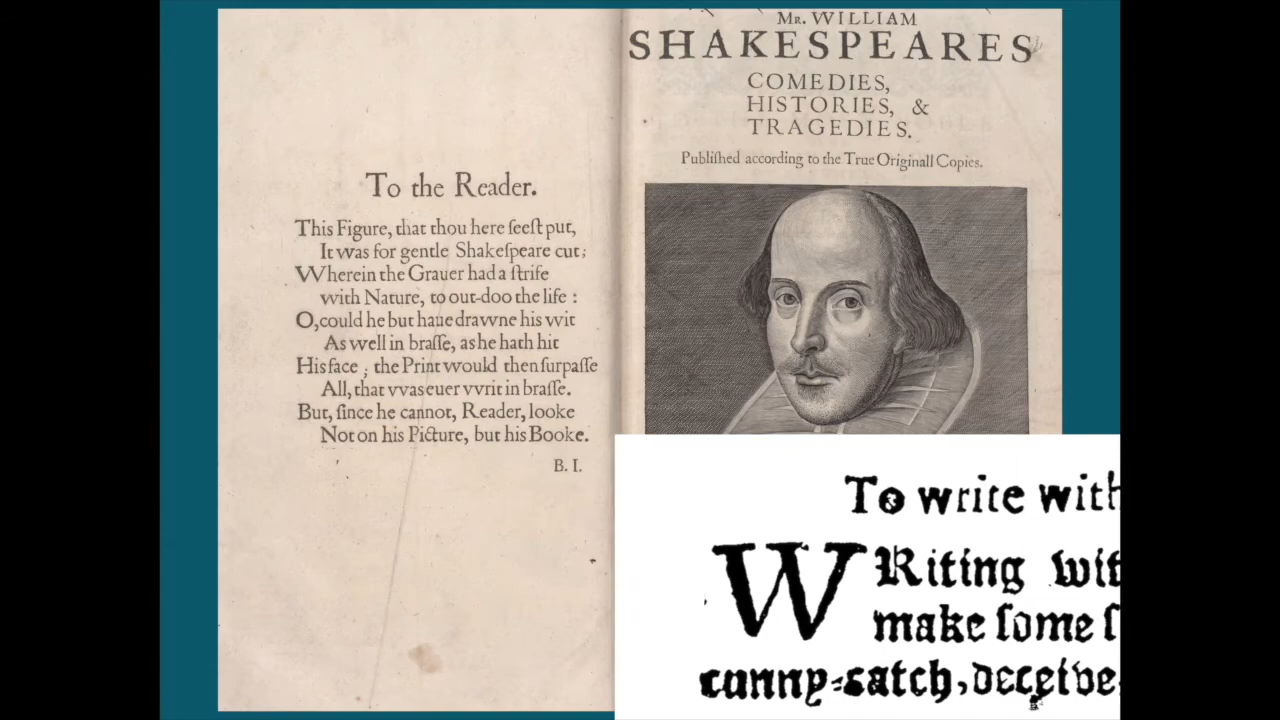 To the Reader.
This Figure, that thou here ſeeſt put,
It was for gentle Shakeſpeare cut;
Wherein the Grauer had a ſtrife
with Nature, to out-doo the life :
O, could he but haue drawne his wit
As well in braſſe, as he hath hit
His face ; the Print would then ſurpaſſe
All, that vvas euer vvrit in braſſe.
But, ſince he cannot, Reader, looke
Not on his Picture, but his Booke.
B. I.
Mr. WILLIAM
SHAKESPEARES
COMEDIES,
HISTORIES, &
TRAGEDIES.
Publiſhed according to the True Originall Copies.
To write with
WRiting wit
make ſome ſ
cunny-catch, deceive